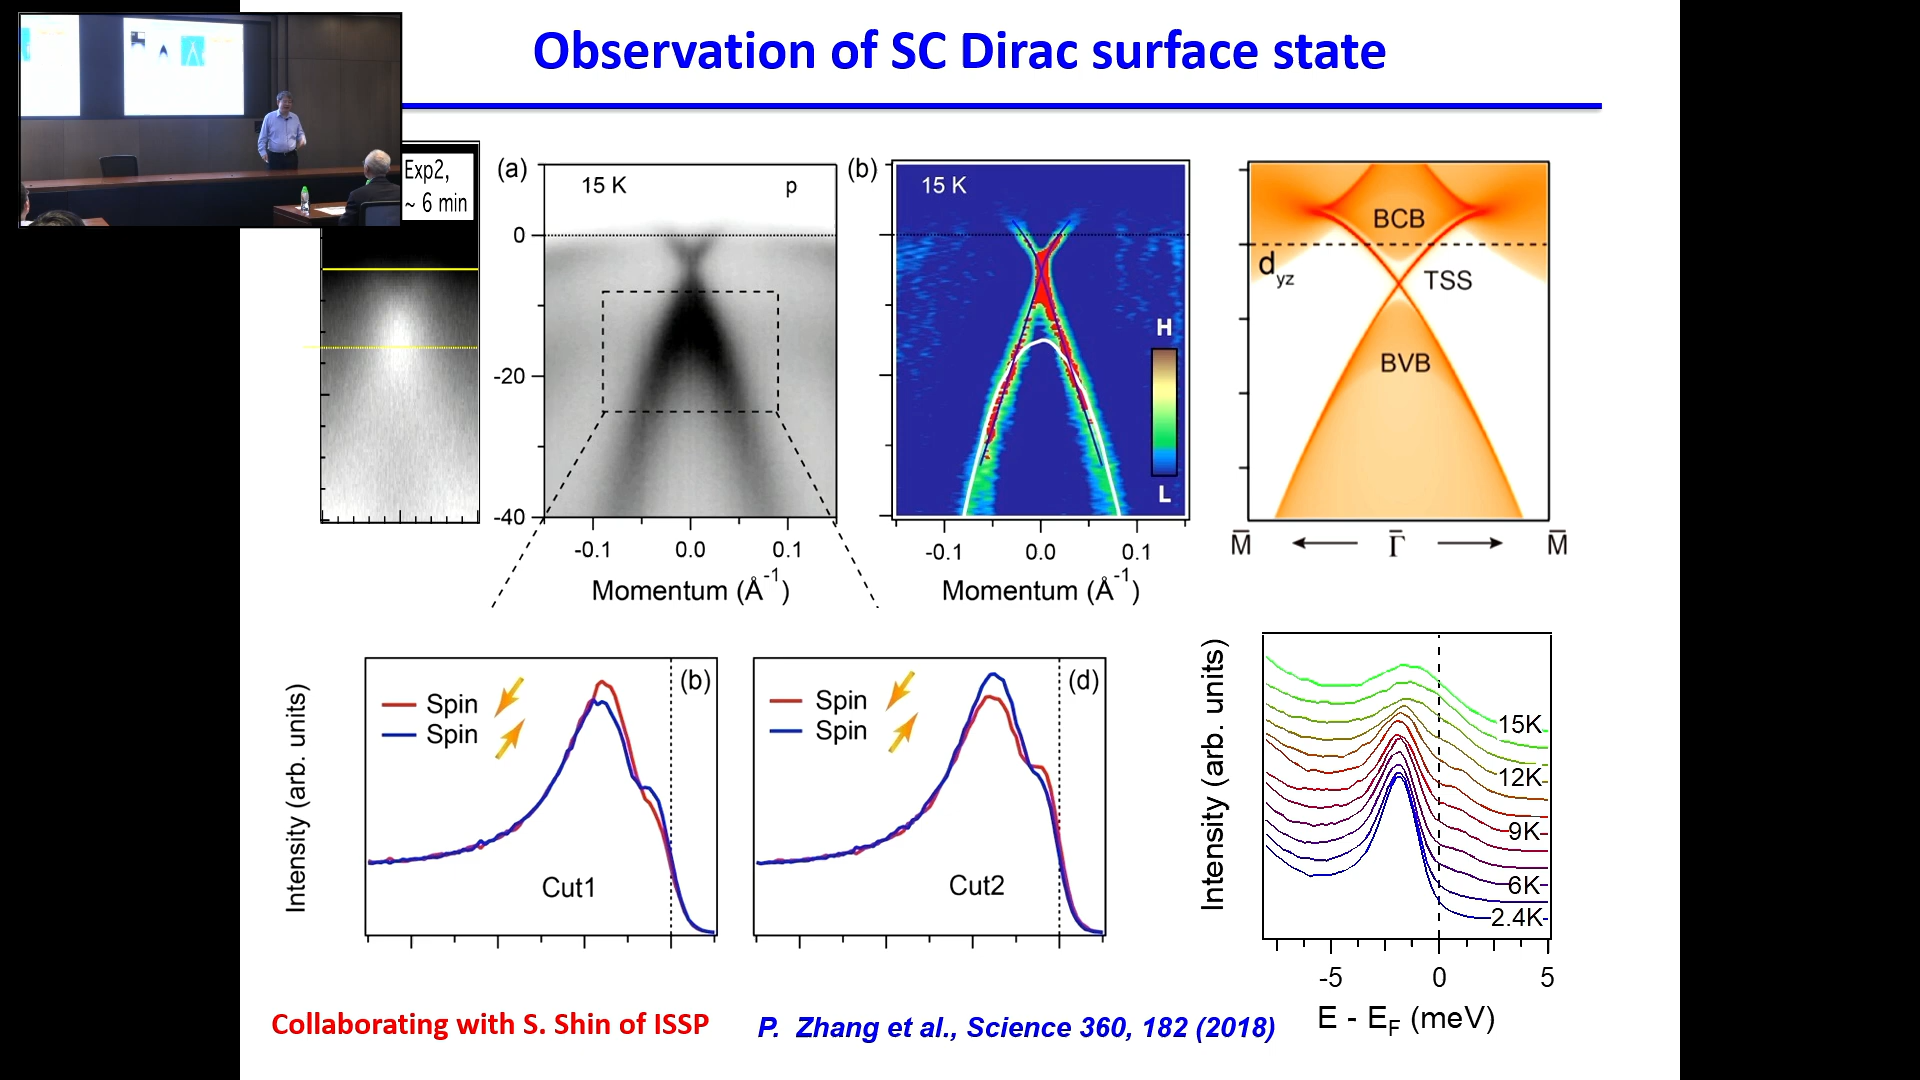 Observation of SC Dirac surface state
Exp2,
~ 6 min
(a)
15 K
p
0
-20
-40
-0.1
0.0
0.1
Momentum (Å⁻¹)
(b)
15 K
H
L
-0.1
0.0
0.1
Momentum (Å⁻¹)
BCB
d_yz
TSS
BVB
M̅
Γ̅
M̅
Intensity (arb. units)
(b)
Spin
Spin
Cut1
(d)
Spin
Spin
Cut2
Intensity (arb. units)
15K
12K
9K
6K
2.4K
-5
0
5
E - E_F (meV)
Collaborating with S. Shin of ISSP
P. Zhang et al., Science 360, 182 (2018)